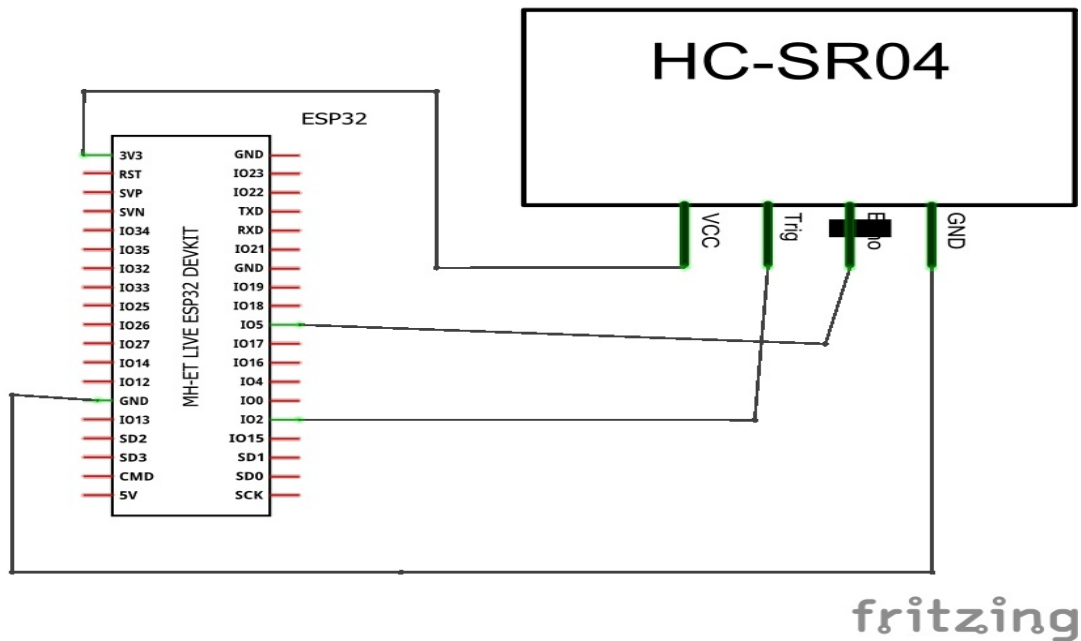 HC-SR04
ESP32
3V3
RST
SVP
SVN
IO34
IO35
IO32
IO33
IO25
IO26
IO27
IO14
IO12
GND
IO13
SD2
SD3
CMD
5V
MH-ET LIVE ESP32 DEVKIT
GND
IO23
IO22
TXD
RXD
IO21
GND
IO19
IO18
IO5
IO17
IO16
IO4
IO0
IO2
IO15
SD1
SD0
SCK
VCC
Trig
GND
fritzing